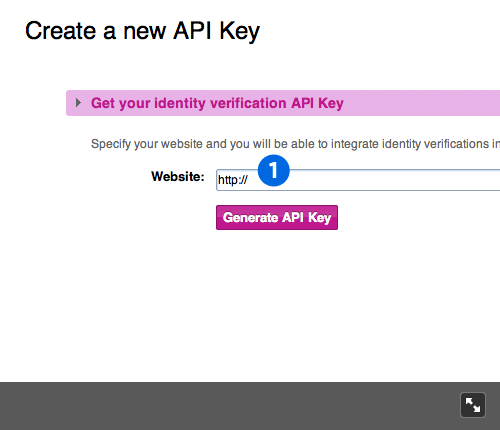 Create a new API Key
Get your identity verification API Key
Specify your website and you will be able to integrate identity verifications in
Website: http:// 1
Generate API Key